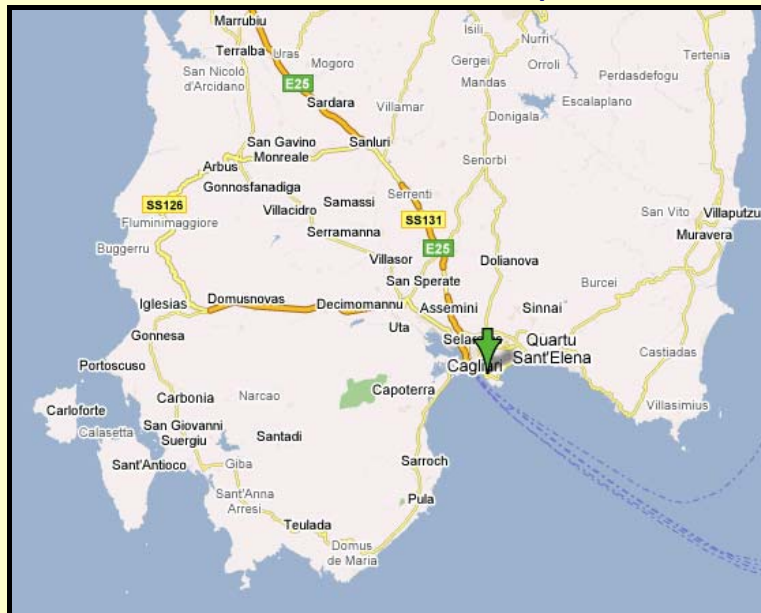 Marrubiu
Terralba
Uras
Mogoro
San Nicolò
d'Arcidano
E25
Sardara
Isili
Nurri
Gergei
Orroli
Mandas
Escalaplano
Perdasdefogu
Tertenia
Villamar
Donigala
San Gavino
Monreale
Sanluri
Arbus
Senorbì
Gonnosfanadiga
SS126
Villacidro
Samassi
Serrenti
Fluminimaggiore
SS131
San Vito
Villaputzu
Serramanna
Muravera
Buggerru
E25
Villasor
Dolianova
San Sperate
Burcei
Iglesias
Domusnovas
Decimomannu
Assemini
Sinnai
Uta
Gonnesa
Quartu
Sant'Elena
Castiadas
Portoscuso
Cagliari
Capoterra
Narcao
Carbonia
Carloforte
Villasimius
Calasetta
San Giovanni
Suergiu
Santadi
Sant'Antioco
Giba
Sarroch
Sant'Anna
Arresi
Pula
Teulada
Domus
de Maria